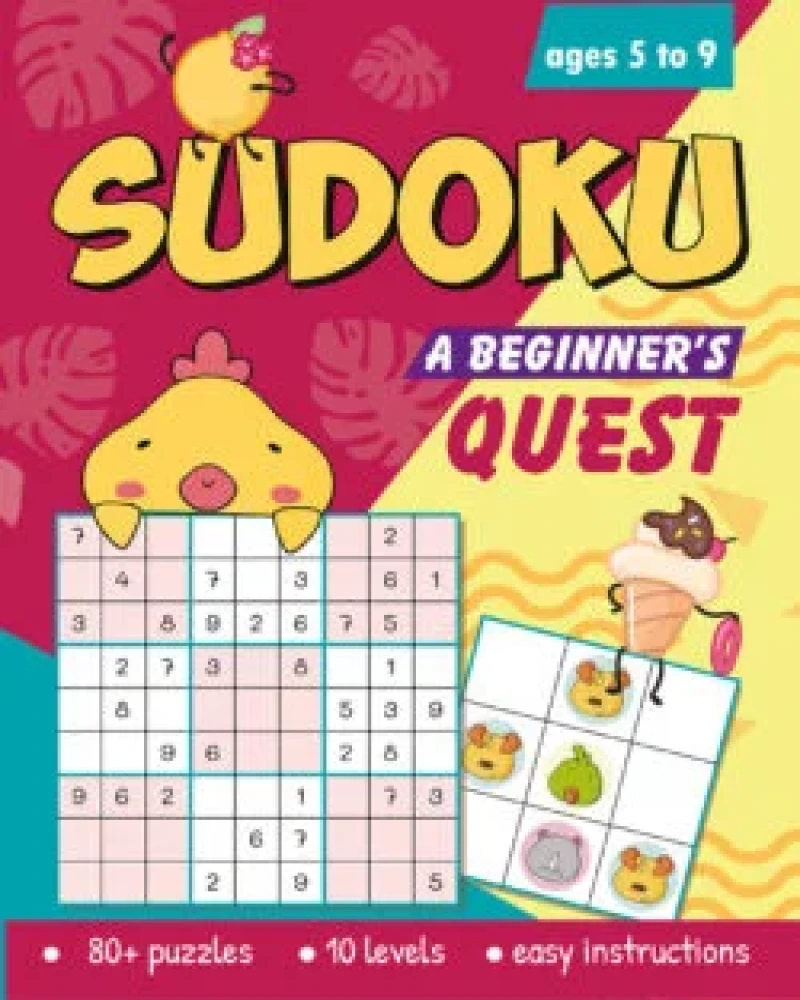 ages 5 to 9
SUDOKU
A BEGINNER'S
QUEST
7 2
4 7 3 6 1
3 8 9 2 6 7 5
2 7 3 8 1
8 5 3 9
9 6 2 8
9 6 2 1 7 3
6 7
2 9 5
• 80+ puzzles • 10 levels • easy instructions